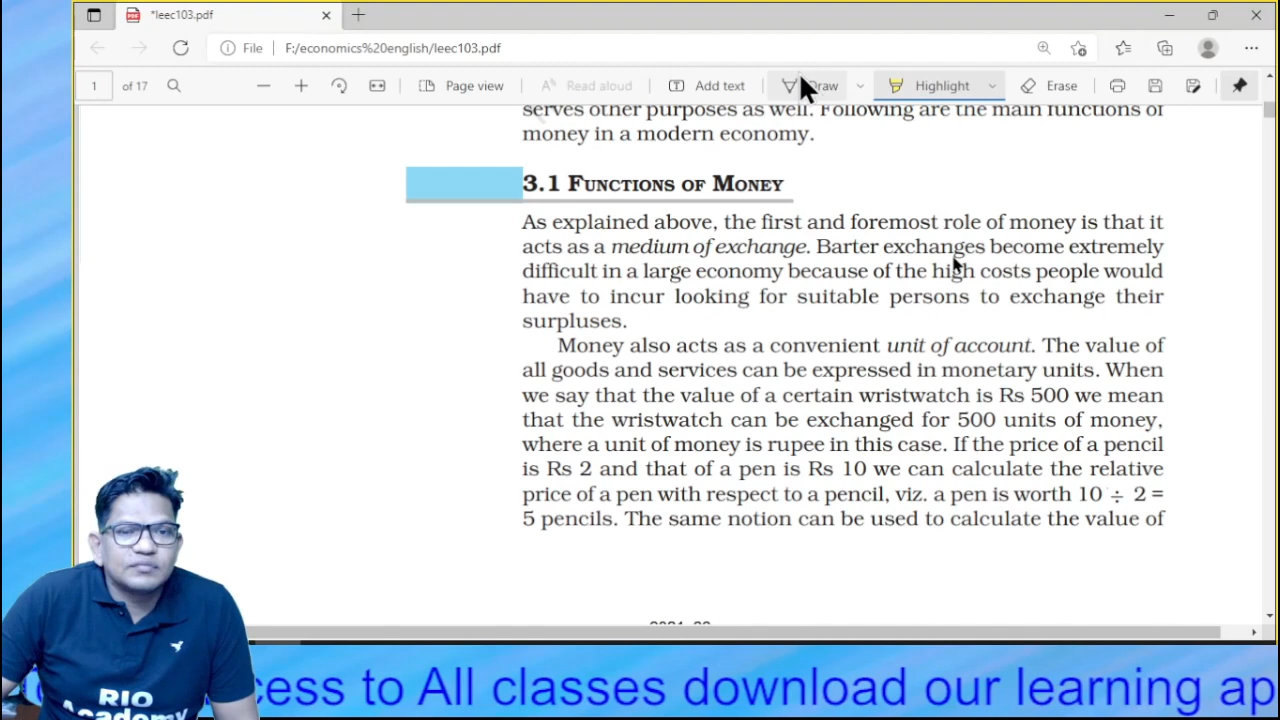 *leec103.pdf
File F:/economics%20english/leec103.pdf
1 of 17 Page view Read aloud Add text Draw Highlight Erase
serves other purposes as well. Following are the main functions of
money in a modern economy.
3.1 FUNCTIONS OF MONEY
As explained above, the first and foremost role of money is that it
acts as a medium of exchange. Barter exchanges become extremely
difficult in a large economy because of the high costs people would
have to incur looking for suitable persons to exchange their
surpluses.
Money also acts as a convenient unit of account. The value of
all goods and services can be expressed in monetary units. When
we say that the value of a certain wristwatch is Rs 500 we mean
that the wristwatch can be exchanged for 500 units of money,
where a unit of money is rupee in this case. If the price of a pencil
is Rs 2 and that of a pen is Rs 10 we can calculate the relative
price of a pen with respect to a pencil, viz. a pen is worth 10 ÷ 2 =
5 pencils. The same notion can be used to calculate the value of
RIO
Academy
cess to All classes download our learning ap